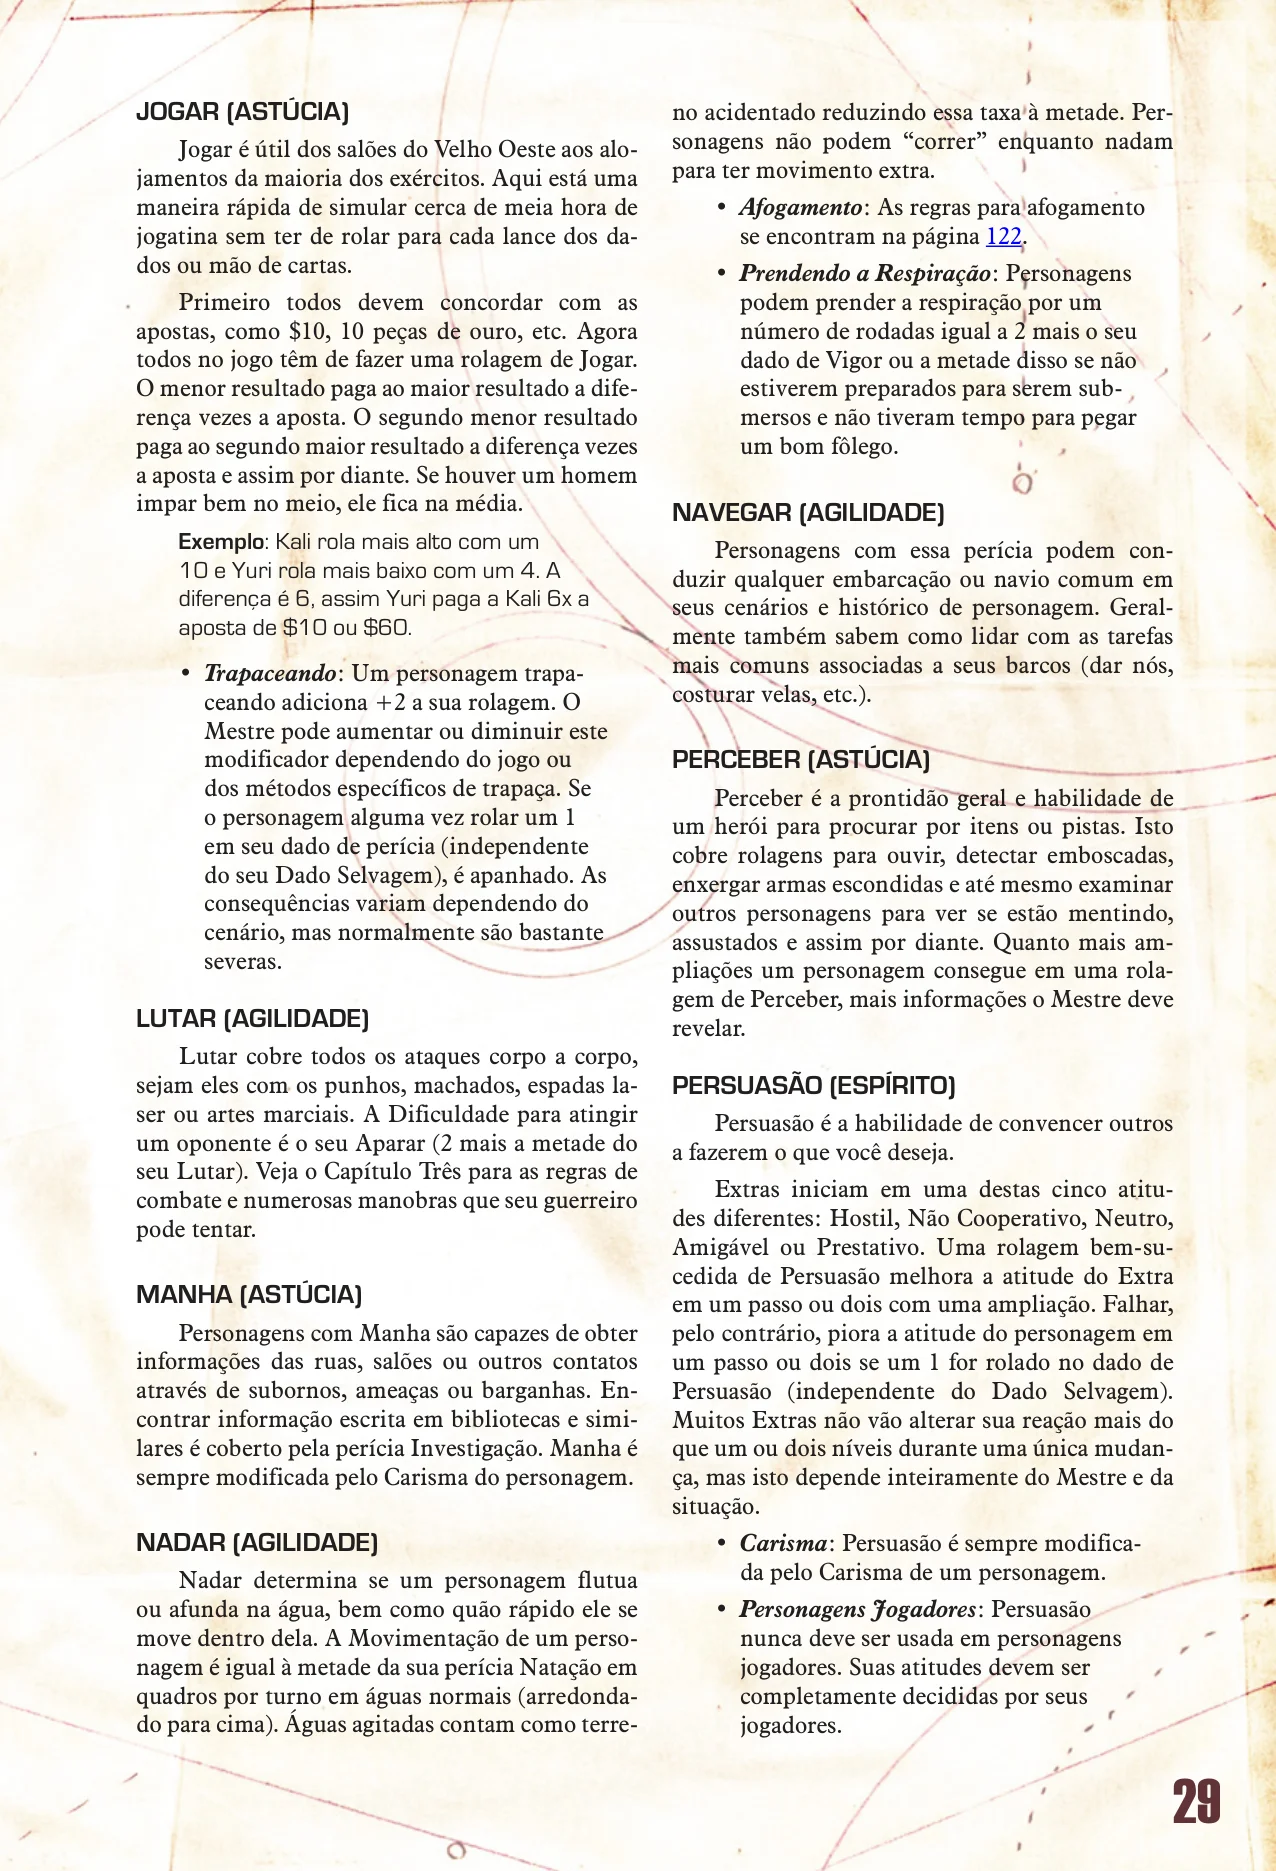 JOGAR (ASTÚCIA)
Jogar é útil dos salões do Velho Oeste aos alo-
jamentos da maioria dos exércitos. Aqui está uma
maneira rápida de simular cerca de meia hora de
jogatina sem ter de rolar para cada lance dos da-
dos ou mão de cartas.
Primeiro todos devem concordar com as
apostas, como $10, 10 peças de ouro, etc. Agora
todos no jogo têm de fazer uma rolagem de Jogar.
O menor resultado paga ao maior resultado a dife-
rença vezes a aposta. O segundo menor resultado
paga ao segundo maior resultado a diferença vezes
a aposta e assim por diante. Se houver um homem
impar bem no meio, ele fica na média.
Exemplo: Kali rola mais alto com um
10 e Yuri rola mais baixo com um 4. A
diferença é 6, assim Yuri paga a Kali 6x a
aposta de $10 ou $60.
• Trapaceando: Um personagem trapa-
ceando adiciona +2 a sua rolagem. O
Mestre pode aumentar ou diminuir este
modificador dependendo do jogo ou
dos métodos específicos de trapaça. Se
o personagem alguma vez rolar um 1
em seu dado de perícia (independente
do seu Dado Selvagem), é apanhado. As
consequências variam dependendo do
cenário, mas normalmente são bastante
severas.
LUTAR (AGILIDADE)
Lutar cobre todos os ataques corpo a corpo,
sejam eles com os punhos, machados, espadas la-
ser ou artes marciais. A Dificuldade para atingir
um oponente é o seu Aparar (2 mais a metade do
seu Lutar). Veja o Capítulo Três para as regras de
combate e numerosas manobras que seu guerreiro
pode tentar.
MANHA (ASTÚCIA)
Personagens com Manha são capazes de obter
informações das ruas, salões ou outros contatos
através de subornos, ameaças ou barganhas. En-
contrar informação escrita em bibliotecas e simi-
lares é coberto pela perícia Investigação. Manha é
sempre modificada pelo Carisma do personagem.
NADAR (AGILIDADE)
Nadar determina se um personagem flutua
ou afunda na água, bem como quão rápido ele se
move dentro dela. A Movimentação de um perso-
nagem é igual à metade da sua perícia Natação em
quadros por turno em águas normais (arredonda-
do para cima). Águas agitadas contam como terre-
no acidentado reduzindo essa taxa à metade. Per-
sonagens não podem “correr” enquanto nadam
para ter movimento extra.
• Afogamento: As regras para afogamento
se encontram na página 122.
• Prendendo a Respiração: Personagens
podem prender a respiração por um
número de rodadas igual a 2 mais o seu
dado de Vigor ou a metade disso se não
estiverem preparados para serem sub-
mersos e não tiveram tempo para pegar
um bom fôlego.
NAVEGAR (AGILIDADE)
Personagens com essa perícia podem con-
duzir qualquer embarcação ou navio comum em
seus cenários e histórico de personagem. Geral-
mente também sabem como lidar com as tarefas
mais comuns associadas a seus barcos (dar nós,
costurar velas, etc.).
PERCEBER (ASTÚCIA)
Perceber é a prontidão geral e habilidade de
um herói para procurar por itens ou pistas. Isto
cobre rolagens para ouvir, detectar emboscadas,
enxergar armas escondidas e até mesmo examinar
outros personagens para ver se estão mentindo,
assustados e assim por diante. Quanto mais am-
pliações um personagem consegue em uma rola-
gem de Perceber, mais informações o Mestre deve
revelar.
PERSUASÃO (ESPÍRITO)
Persuasão é a habilidade de convencer outros
a fazerem o que você deseja.
Extras iniciam em uma destas cinco atitu-
des diferentes: Hostil, Não Cooperativo, Neutro,
Amigável ou Prestativo. Uma rolagem bem-su-
cedida de Persuasão melhora a atitude do Extra
em um passo ou dois com uma ampliação. Falhar,
pelo contrário, piora a atitude do personagem em
um passo ou dois se um 1 for rolado no dado de
Persuasão (independente do Dado Selvagem).
Muitos Extras não vão alterar sua reação mais do
que um ou dois níveis durante uma única mudan-
ça, mas isto depende inteiramente do Mestre e da
situação.
• Carisma: Persuasão é sempre modifica-
da pelo Carisma de um personagem.
• Personagens Jogadores: Persuasão
nunca deve ser usada em personagens
jogadores. Suas atitudes devem ser
completamente decididas por seus
jogadores.
29